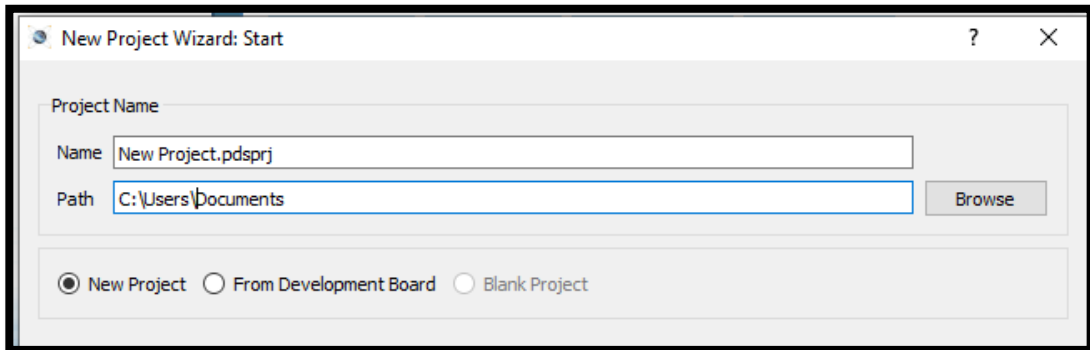 New Project Wizard: Start ?
Project Name
Name New Project.pdsprj
Path C:\Users\Documents Browse
New Project From Development Board Blank Project